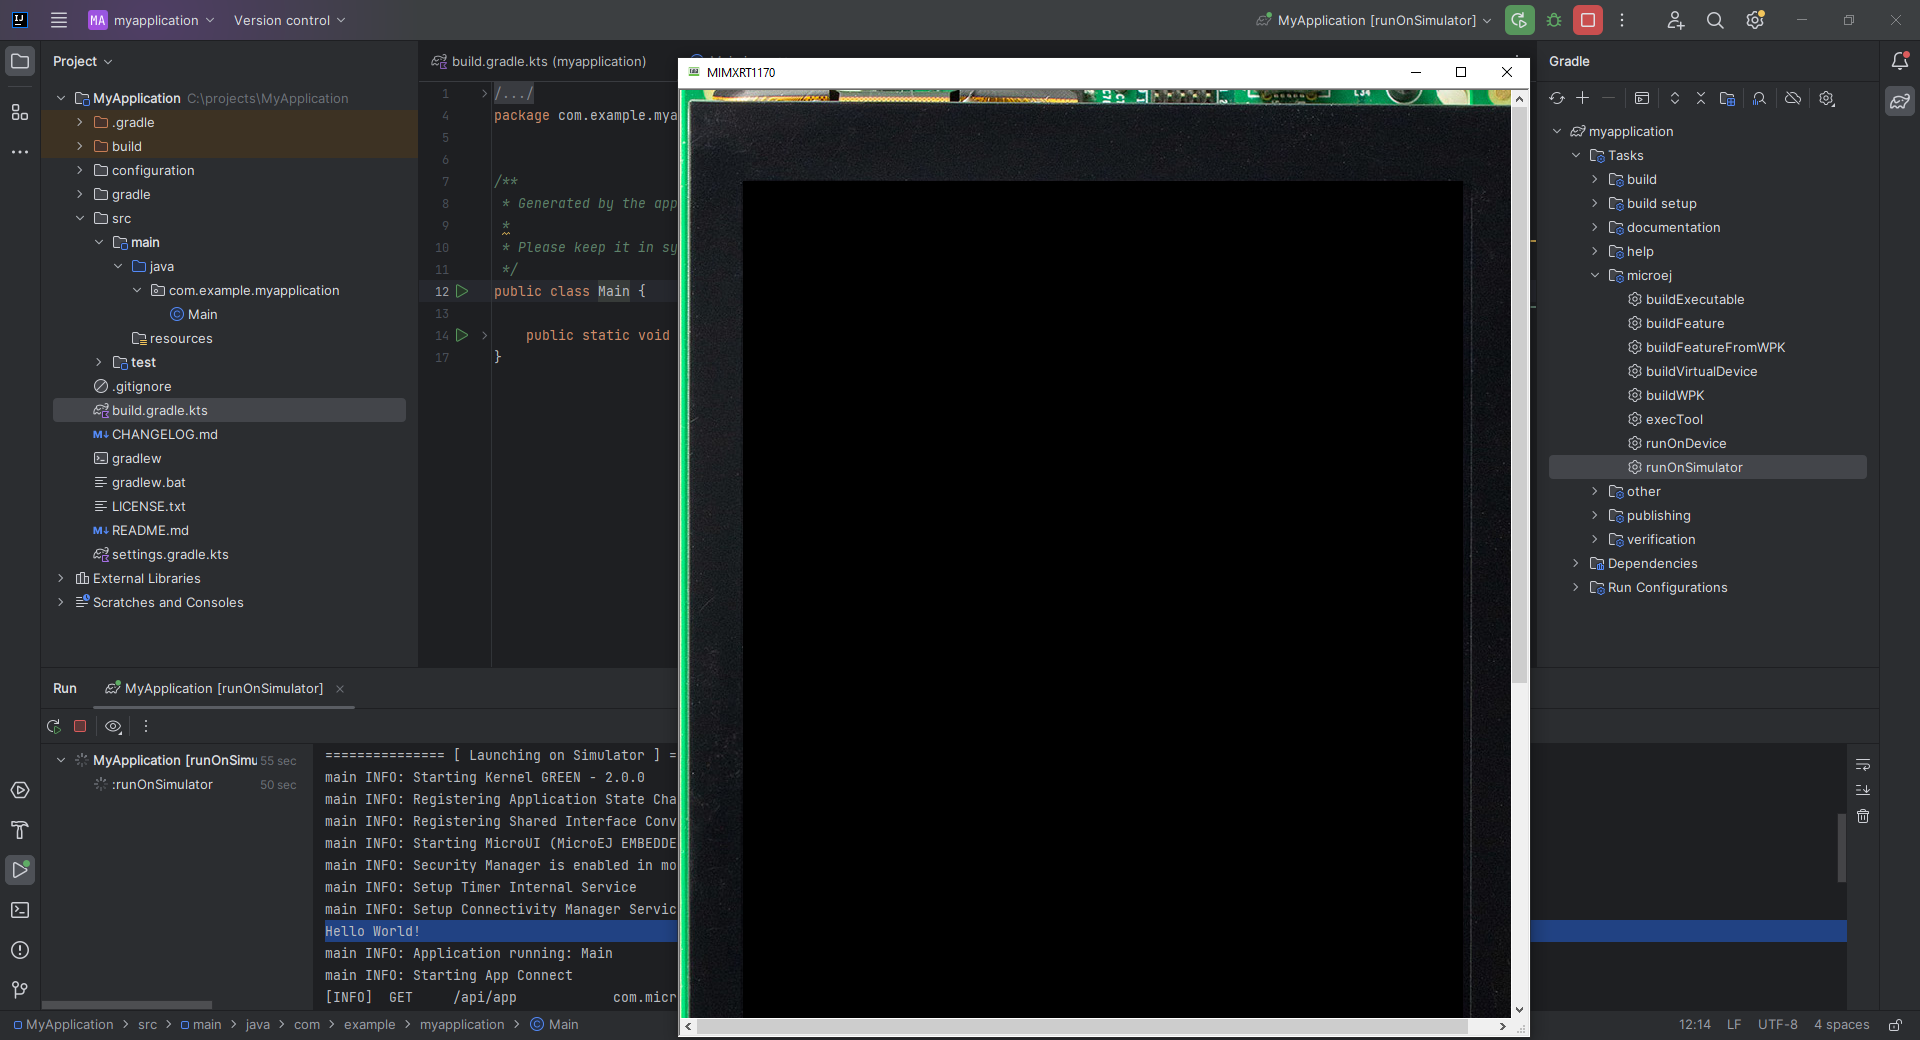 MA myapplication Version control MyApplication [runOnSimulator]
Project
MyApplication C:\projects\MyApplication
.gradle
build
configuration
gradle
src
main
java
com.example.myapplication
Main
resources
test
.gitignore
build.gradle.kts
CHANGELOG.md
gradlew
gradlew.bat
LICENSE.txt
README.md
settings.gradle.kts
External Libraries
Scratches and Consoles
build.gradle.kts (myapplication)
1 /.../
4 package com.example.mya
5
6
7 /**
8 * Generated by the app
9 *
10 * Please keep it in sy
11 */
12 public class Main {
13
14 public static void
17 }
MIMXRT1170
Gradle
myapplication
Tasks
build
build setup
documentation
help
microej
buildExecutable
buildFeature
buildFeatureFromWPK
buildVirtualDevice
buildWPK
execTool
runOnDevice
runOnSimulator
other
publishing
verification
Dependencies
Run Configurations
Run MyApplication [runOnSimulator]
MyApplication [runOnSimu 55 sec
:runOnSimulator 50 sec
=============== [ Launching on Simulator ] =
main INFO: Starting Kernel GREEN - 2.0.0
main INFO: Registering Application State Cha
main INFO: Registering Shared Interface Conv
main INFO: Starting MicroUI (MicroEJ EMBEDDE
main INFO: Security Manager is enabled in mo
main INFO: Setup Timer Internal Service
main INFO: Setup Connectivity Manager Servic
Hello World!
main INFO: Application running: Main
main INFO: Starting App Connect
[INFO] GET /api/app com.micr
MyApplication > src > main > java > com > example > myapplication > Main
12:14 LF UTF-8 4 spaces